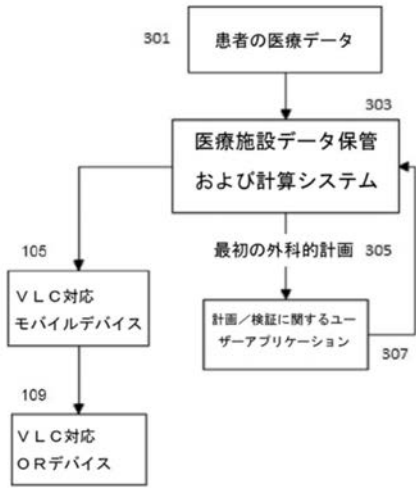 301
患者の医療データ
303
医療施設データ保管
および計算システム
最初の外科的計画 305
105
ＶＬＣ対応
モバイルデバイス
計画／検証に関するユー
ザーアプリケーション
307
109
ＶＬＣ対応
ＯＲデバイス